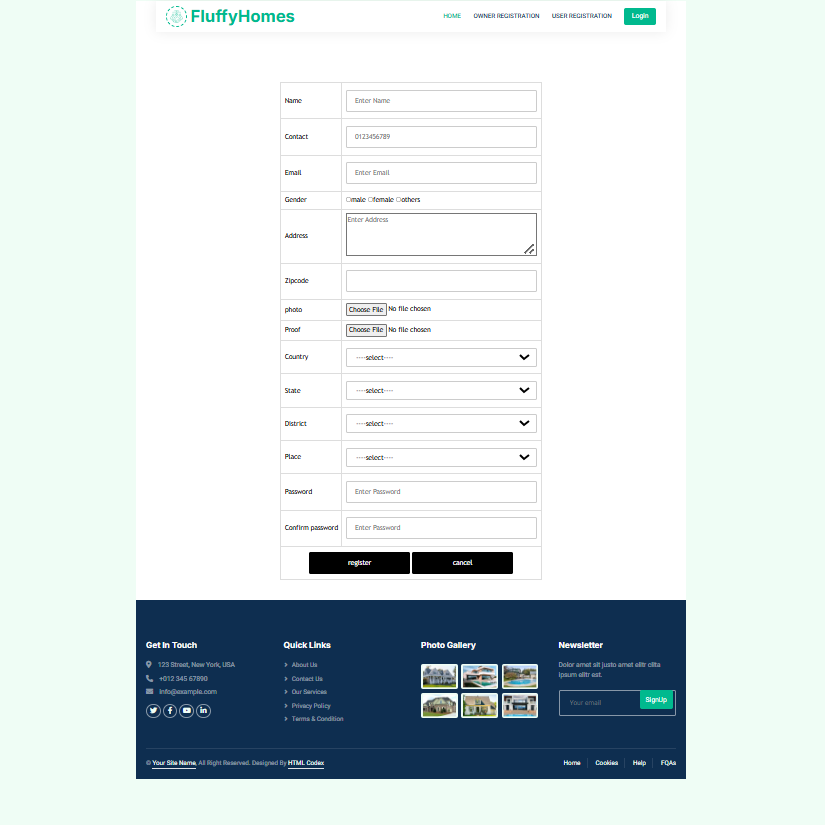 FluffyHomes
HOME OWNER REGISTRATION USER REGISTRATION Login
Name Enter Name
Contact 0123456789
Email Enter Email
Gender male female others
Address Enter Address
Zipcode
photo Choose File No file chosen
Proof Choose File No file chosen
Country ----select----
State ----select----
District ----select----
Place ----select----
Password Enter Password
Confirm password Enter Password
register cancel
Get In Touch
123 Street, New York, USA
+012 345 67890
info@example.com
Quick Links
About Us
Contact Us
Our Services
Privacy Policy
Terms & Condition
Photo Gallery
Newsletter
Dolor amet sit justo amet elitr clita
ipsum elitr est.
Your email SignUp
© Your Site Name, All Right Reserved. Designed By HTML Codex
Home Cookies Help FQAs